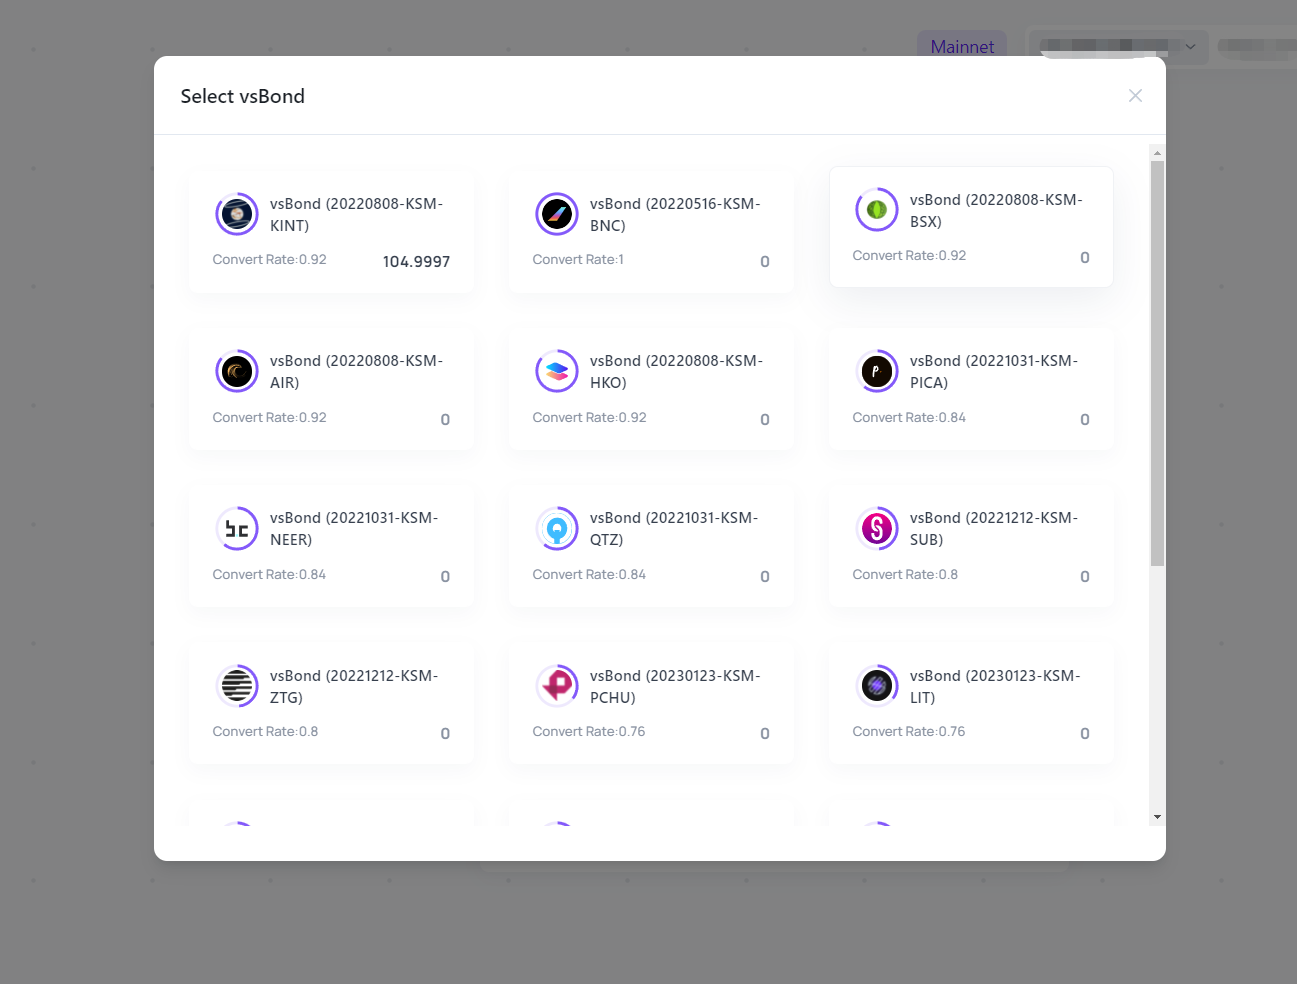 Mainnet
Select vsBond
vsBond (20220808-KSM-
KINT)
Convert Rate:0.92 104.9997
vsBond (20220516-KSM-
BNC)
Convert Rate:1 0
vsBond (20220808-KSM-
BSX)
Convert Rate:0.92 0
vsBond (20220808-KSM-
AIR)
Convert Rate:0.92 0
vsBond (20220808-KSM-
HKO)
Convert Rate:0.92 0
vsBond (20221031-KSM-
PICA)
Convert Rate:0.84 0
vsBond (20221031-KSM-
NEER)
Convert Rate:0.84 0
vsBond (20221031-KSM-
QTZ)
Convert Rate:0.84 0
vsBond (20221212-KSM-
SUB)
Convert Rate:0.8 0
vsBond (20221212-KSM-
ZTG)
Convert Rate:0.8 0
vsBond (20230123-KSM-
PCHU)
Convert Rate:0.76 0
vsBond (20230123-KSM-
LIT)
Convert Rate:0.76 0